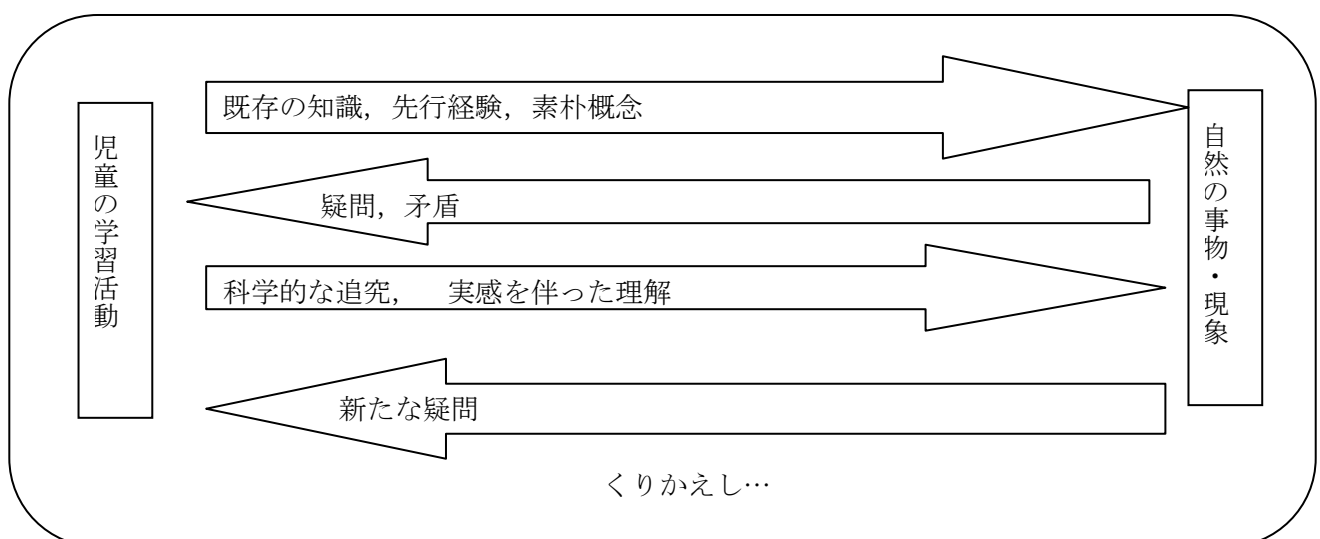 児童の学習活動
既存の知識，先行経験，素朴概念
疑問，矛盾
科学的な追究，　実感を伴った理解
新たな疑問
自然の事物・現象
くりかえし…